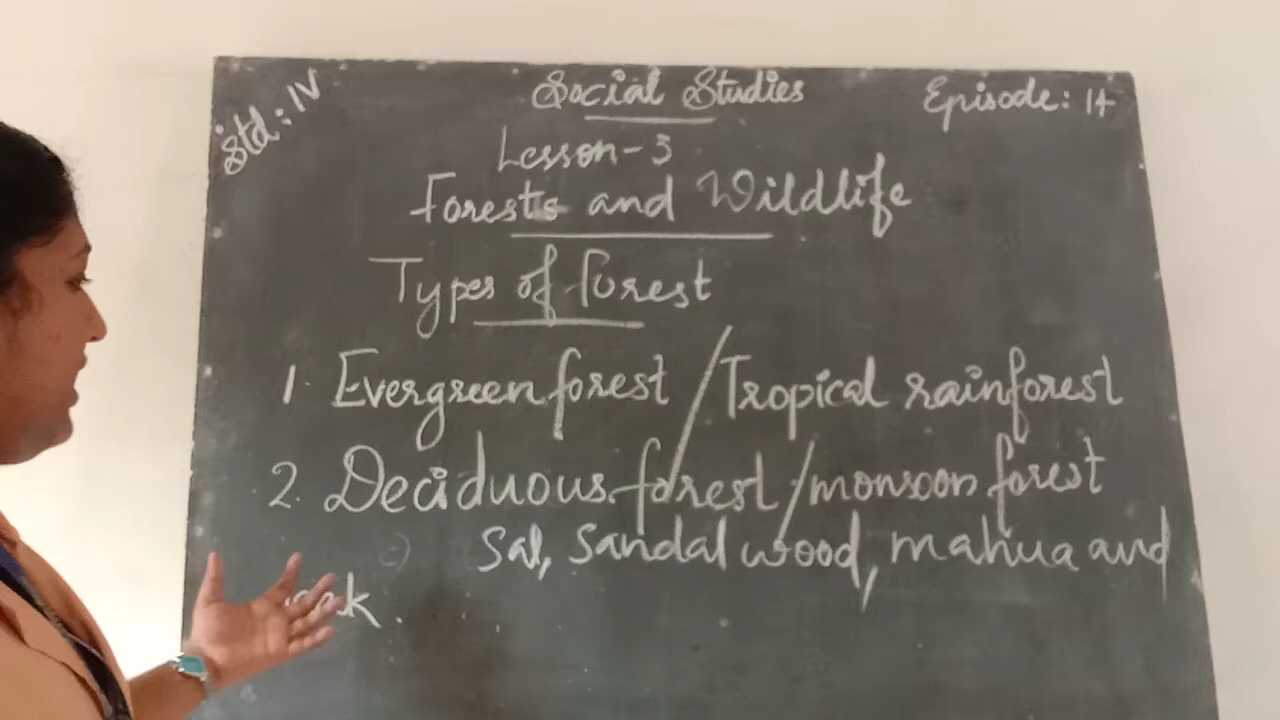 Std: IV
Social Studies
Episode: 14
Lesson-3
Forests and Wildlife
Types of forest
1. Evergreen forest / Tropical rainforest
2. Deciduous forest / monsoon forest
Sal, Sandal wood, mahua and